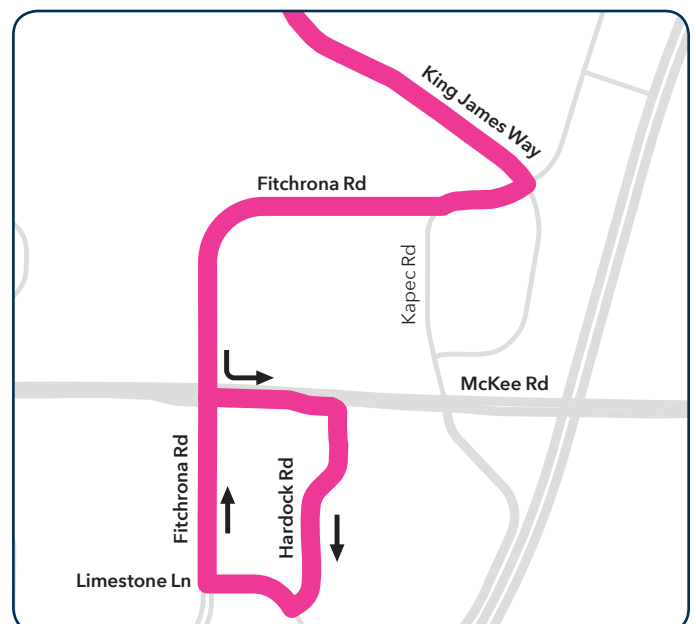 King James Way
Fitchrona Rd
Kapec Rd
McKee Rd
Fitchrona Rd
Hardock Rd
Limestone Ln